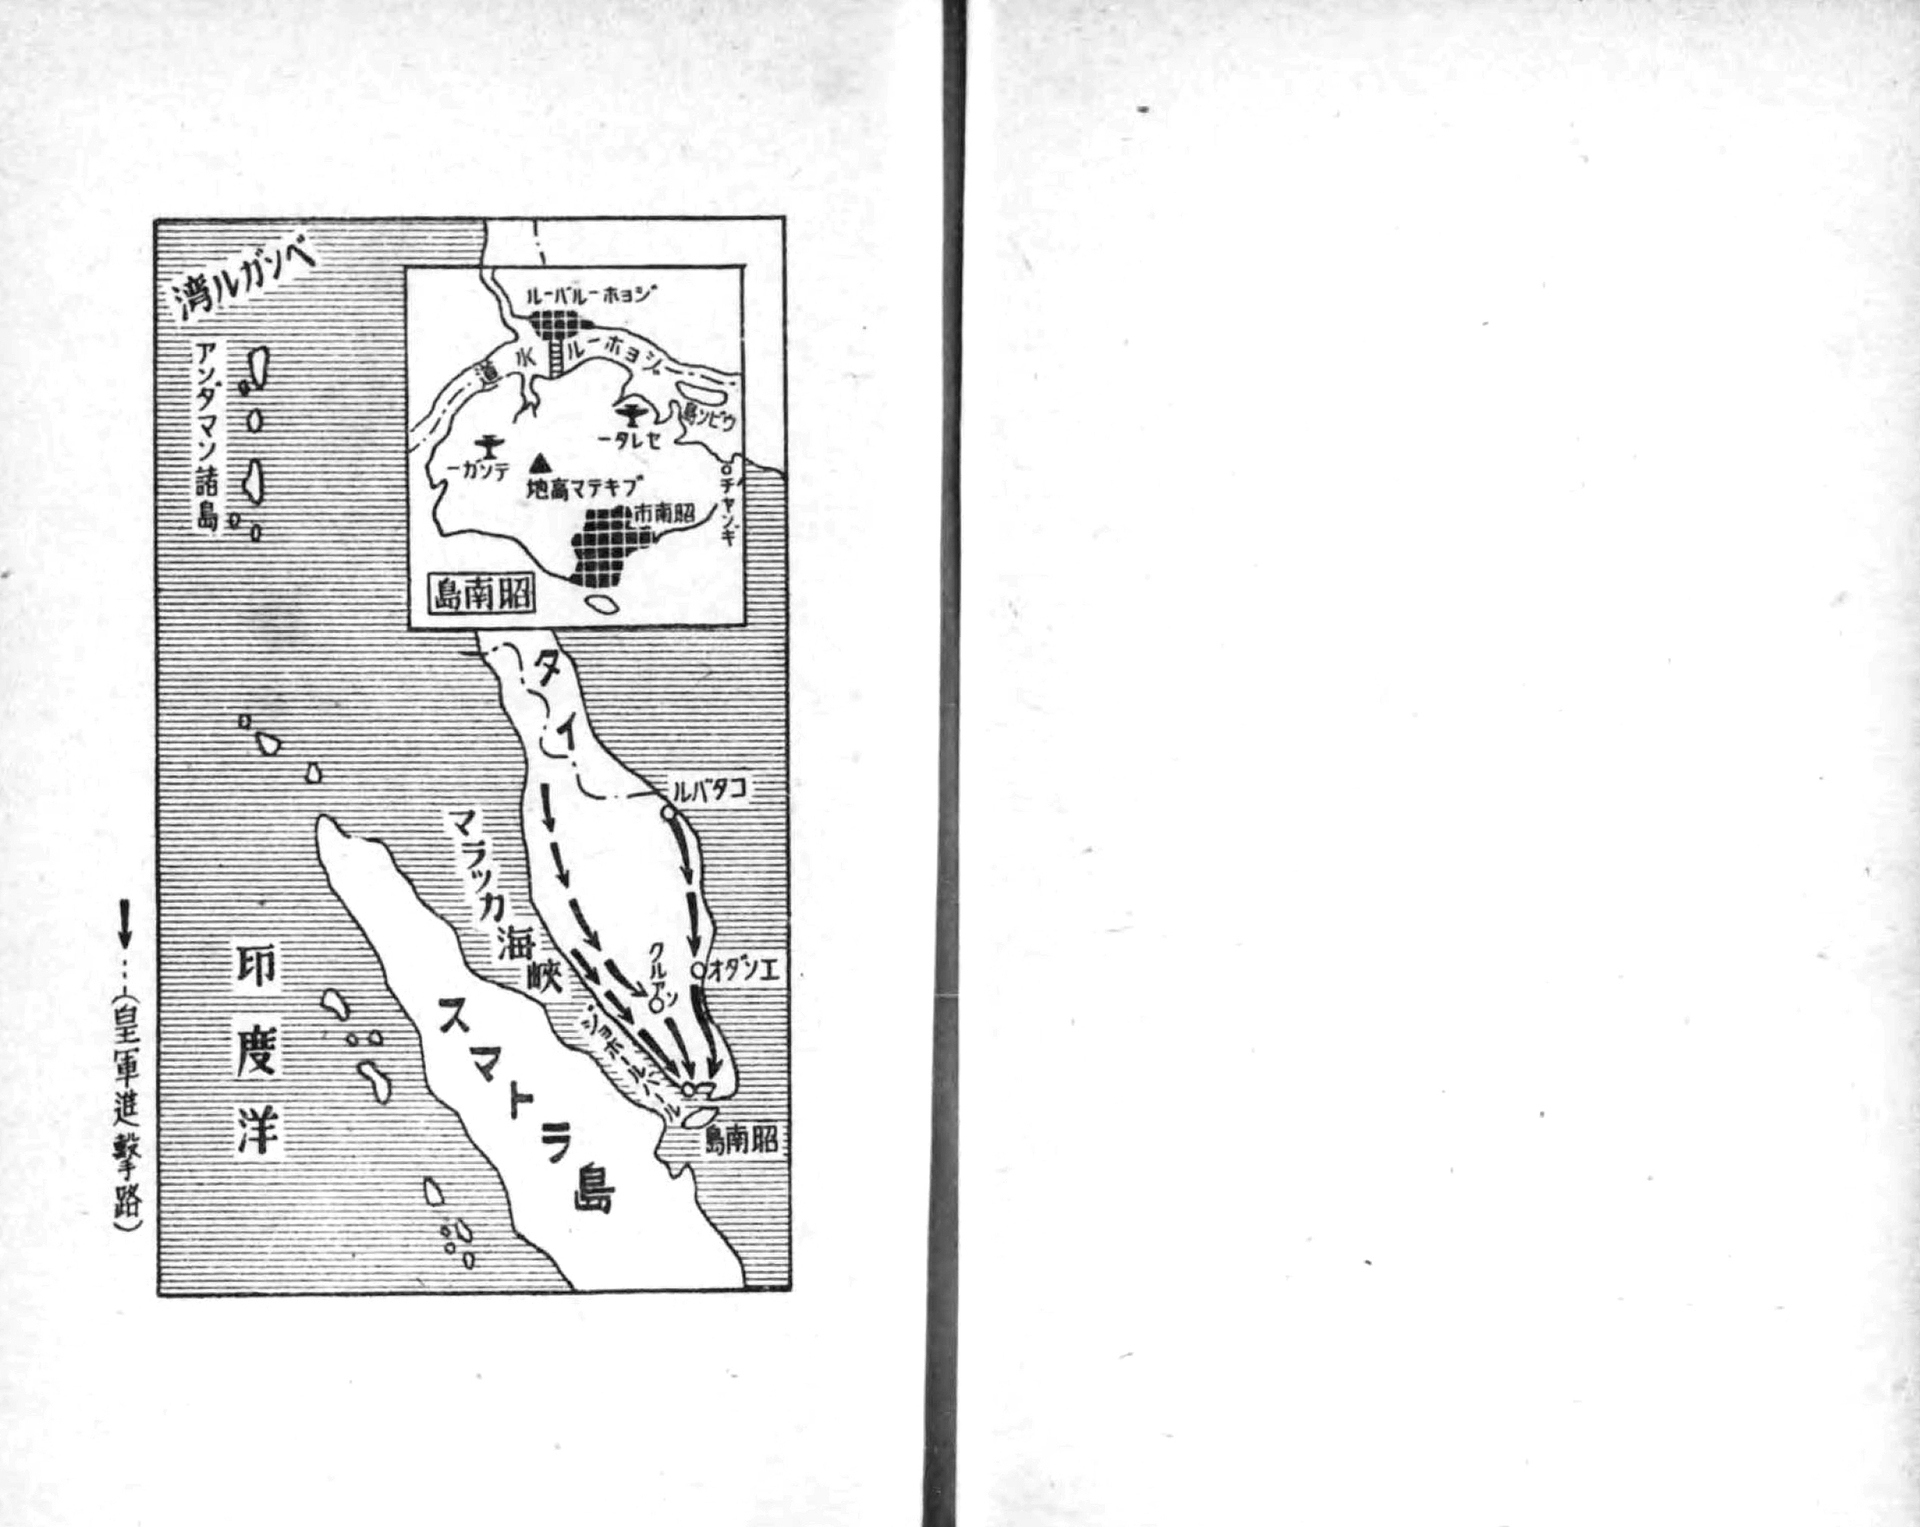 ベンガル湾
アンダマン諸島
ジョホールバール
ジョホール水道
ウビン島
セレター
テンガー
ブキテマ高地
昭南市
チャンギ
昭南島
タイ
コタバル
マラッカ海峡
クルアン
エンダオ
ジョホールバル
昭南島
スマトラ島
印度洋
…(皇軍進撃路)